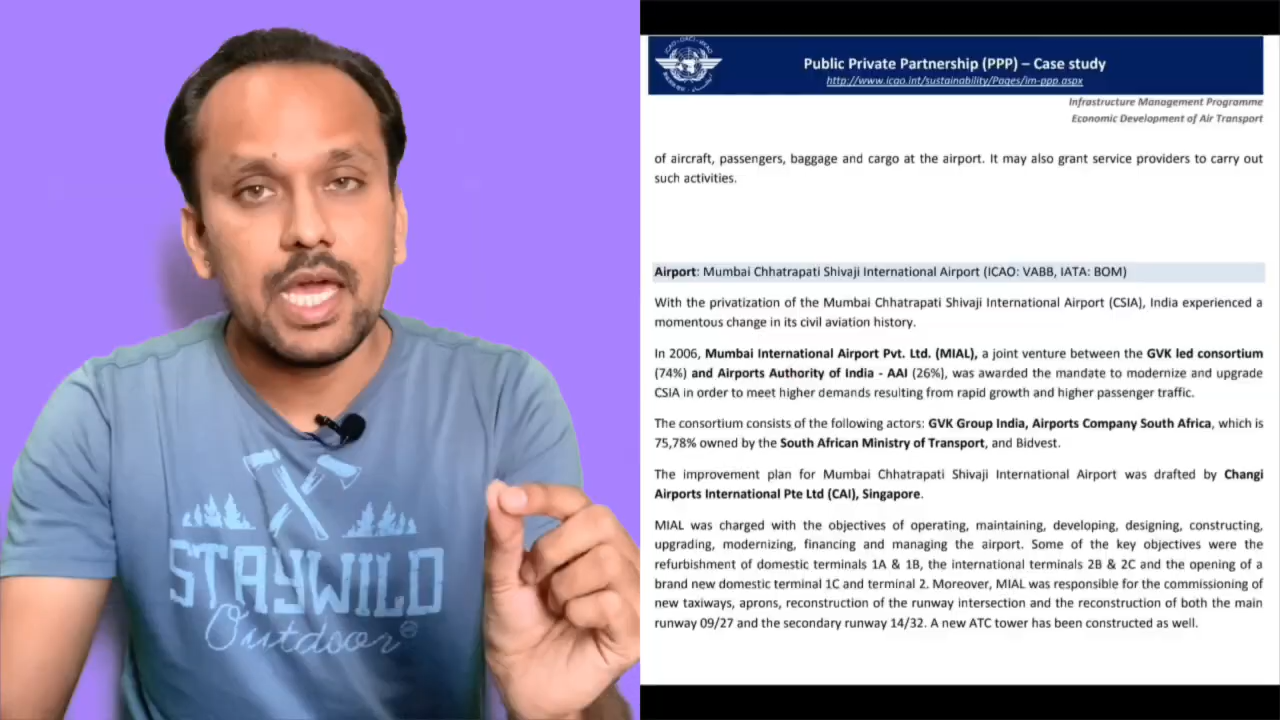 STAYWILD
Outdoor
Public Private Partnership (PPP) – Case study
http://www.icao.int/sustainability/Pages/im-ppp.aspx
Infrastructure Management Programme
Economic Development of Air Transport
of aircraft, passengers, baggage and cargo at the airport. It may also grant service providers to carry out
such activities.
Airport: Mumbai Chhatrapati Shivaji International Airport (ICAO: VABB, IATA: BOM)
With the privatization of the Mumbai Chhatrapati Shivaji International Airport (CSIA), India experienced a
momentous change in its civil aviation history.
In 2006, Mumbai International Airport Pvt. Ltd. (MIAL), a joint venture between the GVK led consortium
(74%) and Airports Authority of India - AAI (26%), was awarded the mandate to modernize and upgrade
CSIA in order to meet higher demands resulting from rapid growth and higher passenger traffic.
The consortium consists of the following actors: GVK Group India, Airports Company South Africa, which is
75,78% owned by the South African Ministry of Transport, and Bidvest.
The improvement plan for Mumbai Chhatrapati Shivaji International Airport was drafted by Changi
Airports International Pte Ltd (CAI), Singapore.
MIAL was charged with the objectives of operating, maintaining, developing, designing, constructing,
upgrading, modernizing, financing and managing the airport. Some of the key objectives were the
refurbishment of domestic terminals 1A & 1B, the international terminals 2B & 2C and the opening of a
brand new domestic terminal 1C and terminal 2. Moreover, MIAL was responsible for the commissioning of
new taxiways, aprons, reconstruction of the runway intersection and the reconstruction of both the main
runway 09/27 and the secondary runway 14/32. A new ATC tower has been constructed as well.